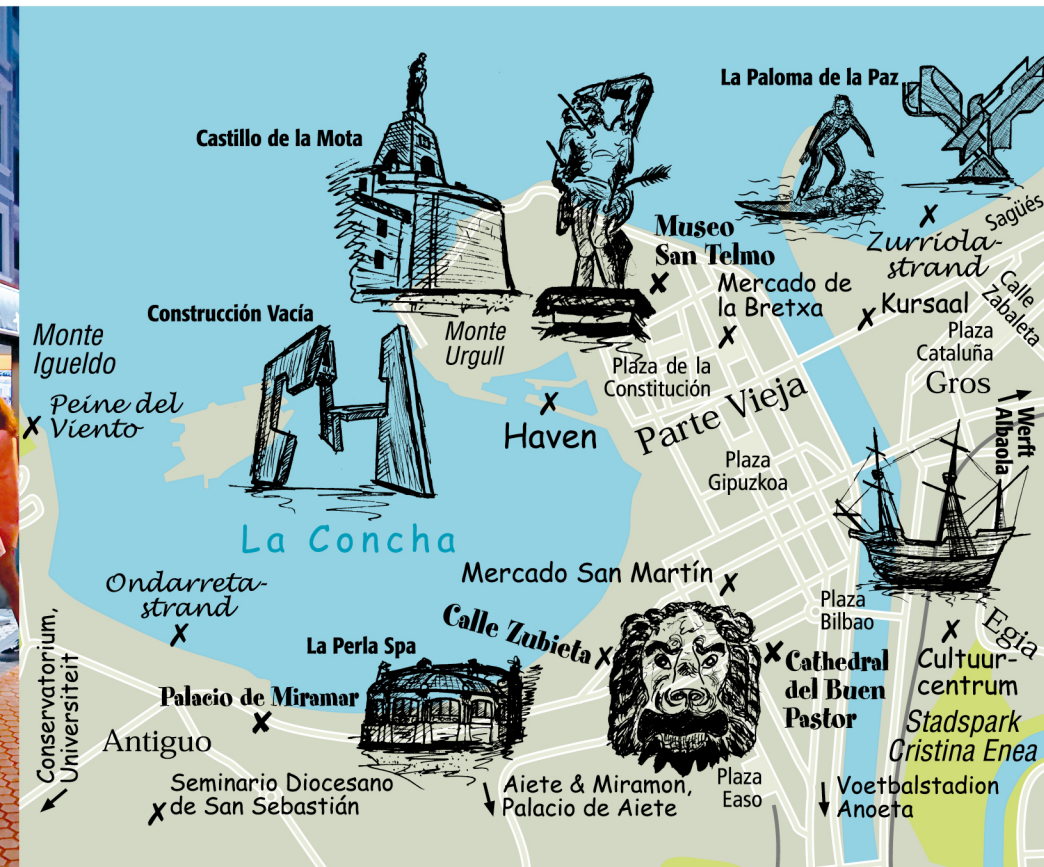 La Paloma de la Paz
Castillo de la Mota
Sagüés
Museo
San Telmo
Zurriola-
strand
Mercado de
la Bretxa
Calle
Zabaleta
Kursaal
Construcción Vacía
Monte
Igueldo
Monte
Urgull
Plaza
Cataluña
Plaza de la
Constitución
Gros
Peine del
Viento
Parte Vieja
Haven
Werft
Albaola
Plaza
Gipuzkoa
La Concha
Ondarreta-
strand
Mercado San Martín
Plaza
Bilbao
Egia
Calle Zubieta
La Perla Spa
Cathedral
del Buen
Pastor
Cultuur-
centrum
Palacio de Miramar
Stadspark
Cristina Enea
Conservatorium,
Universiteit
Antiguo
Seminario Diocesano
de San Sebastián
Aiete & Miramon,
Palacio de Aiete
Plaza
Easo
Voetbalstadion
Anoeta